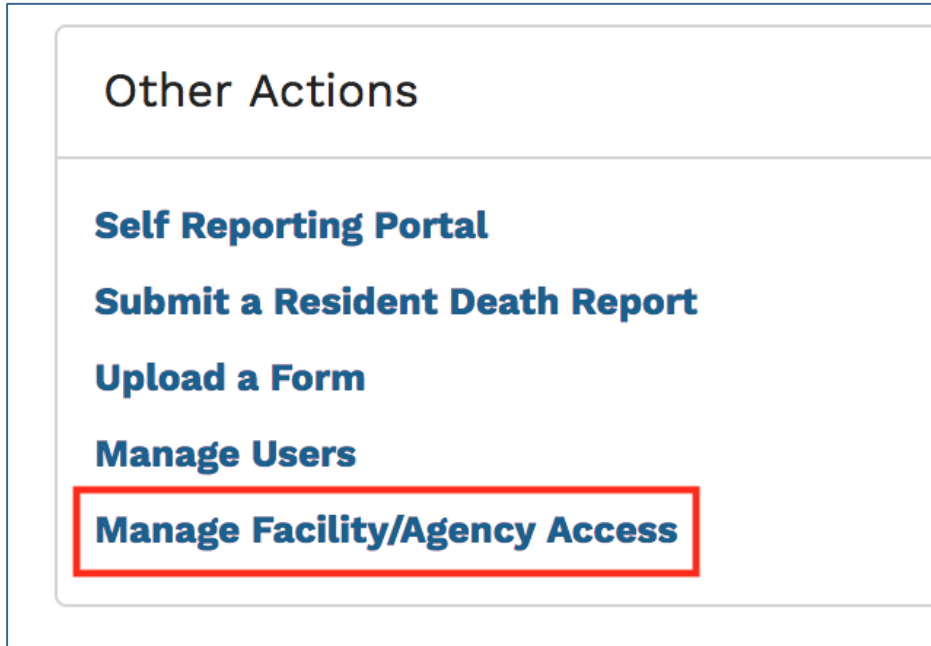 Other Actions
Self Reporting Portal
Submit a Resident Death Report
Upload a Form
Manage Users
Manage Facility/Agency Access